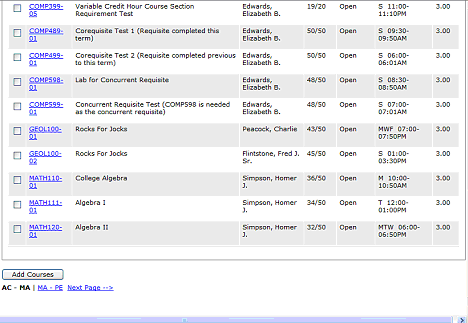 COMP399-05 Variable Credit Hour Course Section Requirement Test Edwards, Elizabeth B. 19/20 Open S 11:00-11:10PM 3.00
COMP489-01 Corequisite Test 1 (Requisite completed this term) Edwards, Elizabeth B. 50/50 Open S 09:30-09:50AM 3.00
COMP499-01 Corequisite Test 2 (Requisite completed previous to this term) Edwards, Elizabeth B. 50/50 Open S 06:00-06:01AM 3.00
COMP598-01 Lab for Concurrent Requisite Edwards, Elizabeth B. 48/50 Open S 08:30-08:50AM 3.00
COMP599-01 Concurrent Requisite Test (COMP598 is needed as the concurrent requisite) Edwards, Elizabeth B. 48/50 Open S 07:00-07:01AM 3.00
GEOL100-01 Rocks For Jocks Peacock, Charlie 43/50 Open MWF 07:00-07:50PM 3.00
GEOL100-02 Rocks For Jocks Flintstone, Fred J. Sr. 45/50 Open S 01:00-03:30PM 3.00
MATH110-01 College Algebra Simpson, Homer J. 36/50 Open M 10:00-10:50AM 3.00
MATH111-01 Algebra I Simpson, Homer J. 34/50 Open T 12:00-01:00PM 3.00
MATH120-01 Algebra II Simpson, Homer J. 32/50 Open MTW 06:00-06:50PM 3.00
Add Courses
AC - MA | MA - PE Next Page -->